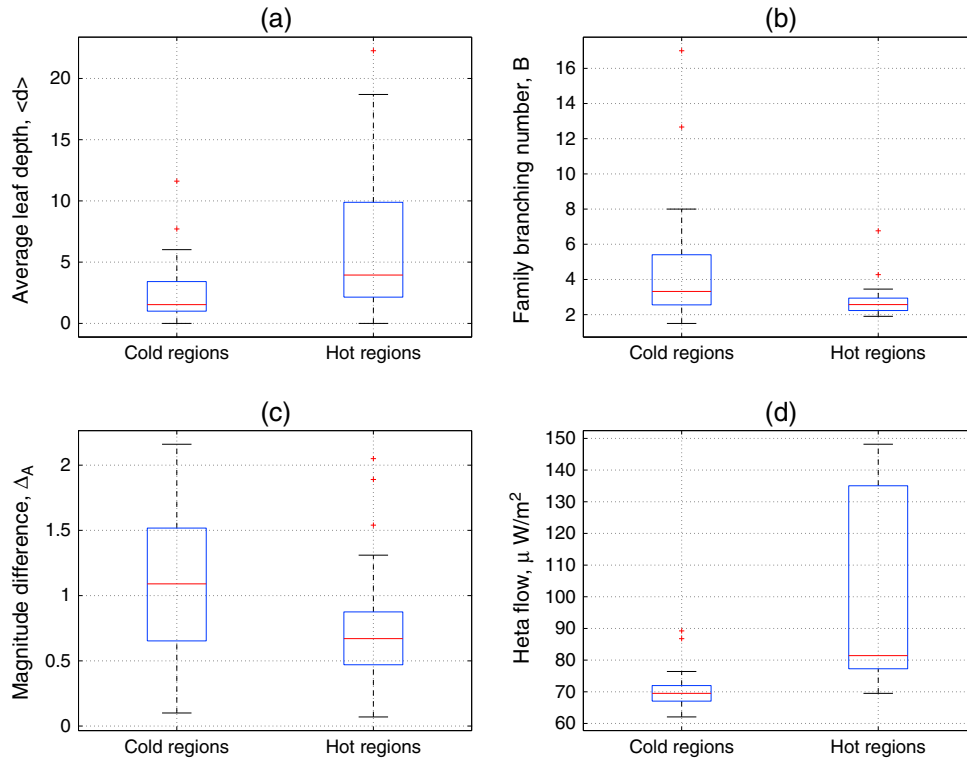 (a)
Average leaf depth, <d>
20
15
10
5
0
Cold regions
Hot regions
(b)
Family branching number, B
16
14
12
10
8
6
4
2
Cold regions
Hot regions
(c)
Magnitude difference, Δ_A
2
1.5
1
0.5
0
Cold regions
Hot regions
(d)
Heta flow, μ W/m²
150
140
130
120
110
100
90
80
70
60
Cold regions
Hot regions